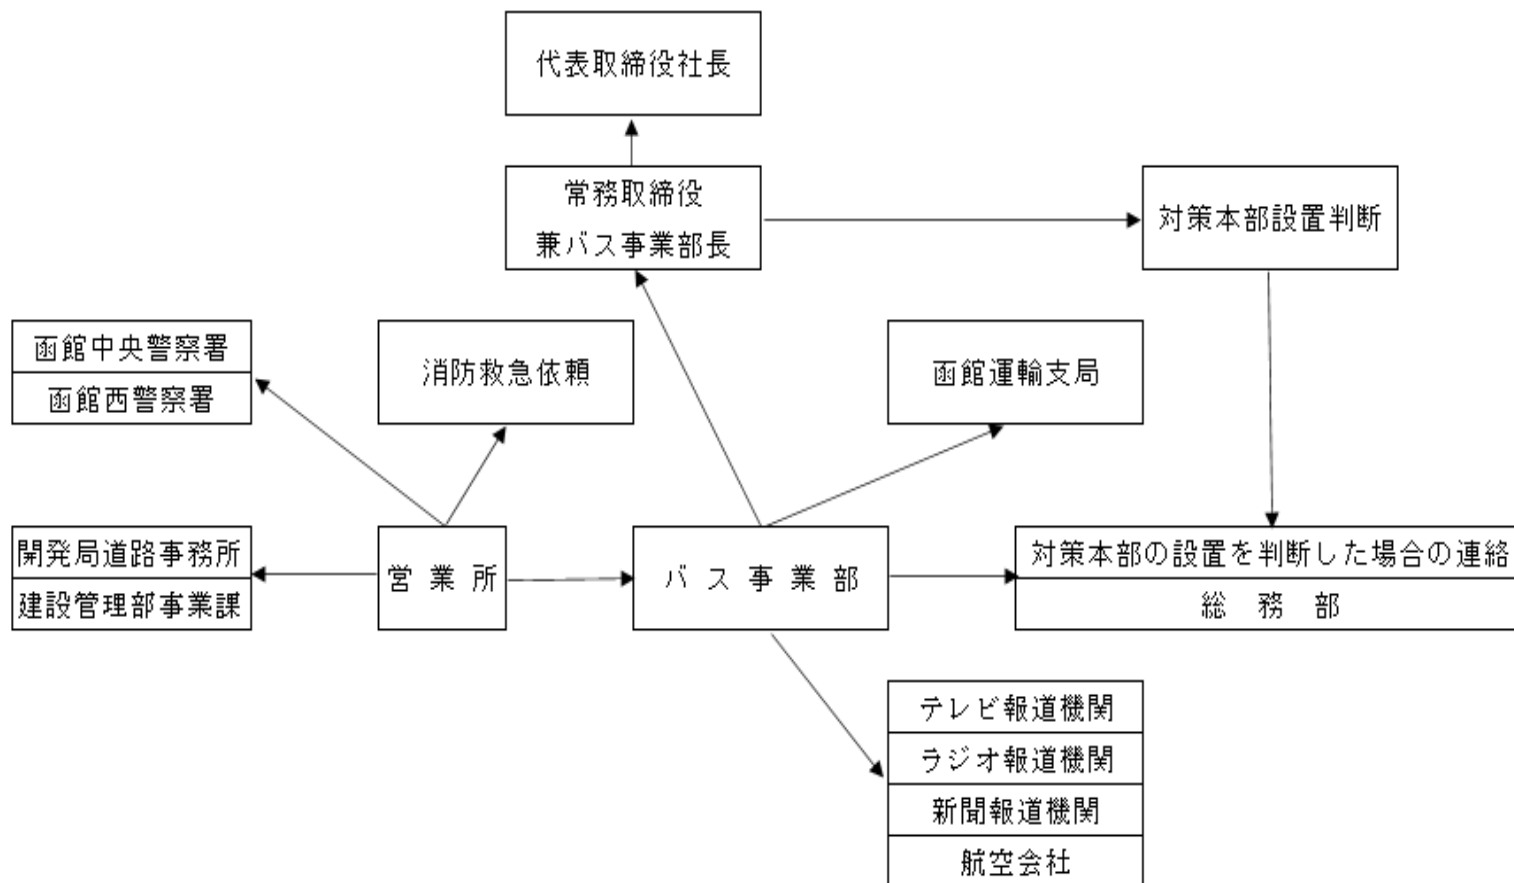 代表取締役社長
常務取締役
兼バス事業部長
対策本部設置判断
函館中央警察署
函館西警察署
消防救急依頼
函館運輸支局
開発局道路事務所
建設管理部事業課
営業所
バス事業部
対策本部の設置を判断した場合の連絡
総務部
テレビ報道機関
ラジオ報道機関
新聞報道機関
航空会社